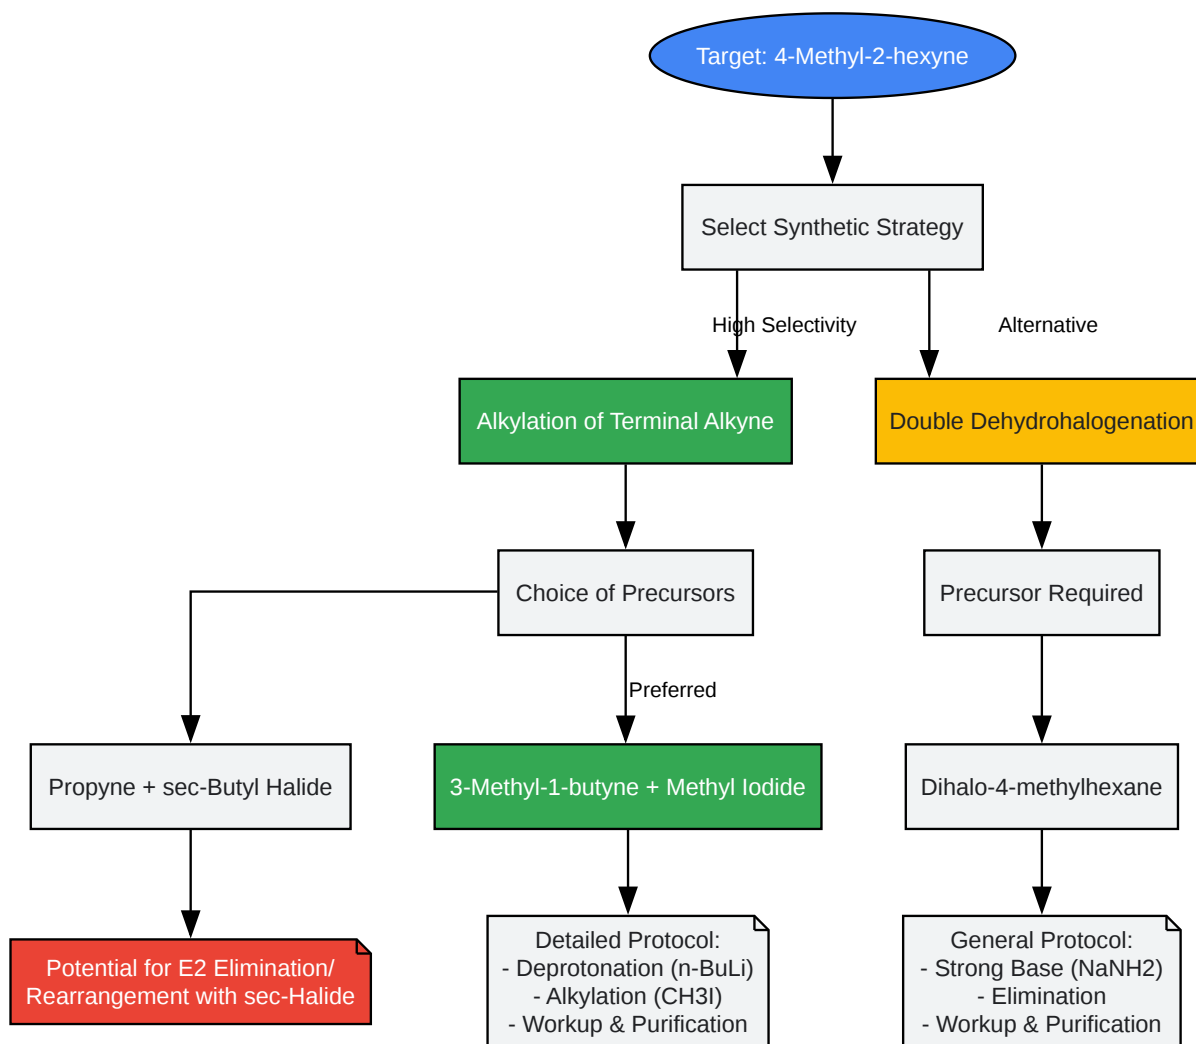 Target: 4-Methyl-2-hexyne
Select Synthetic Strategy
High Selectivity
Alternative
Alkylation of Terminal Alkyne
Double Dehydrohalogenation
Choice of Precursors
Precursor Required
Preferred
Propyne + sec-Butyl Halide
3-Methyl-1-butyne + Methyl Iodide
Dihalo-4-methylhexane
Potential for E2 Elimination/
Rearrangement with sec-Halide
Detailed Protocol:
- Deprotonation (n-BuLi)
- Alkylation (CH3I)
- Workup & Purification
General Protocol:
- Strong Base (NaNH2)
- Elimination
- Workup & Purification